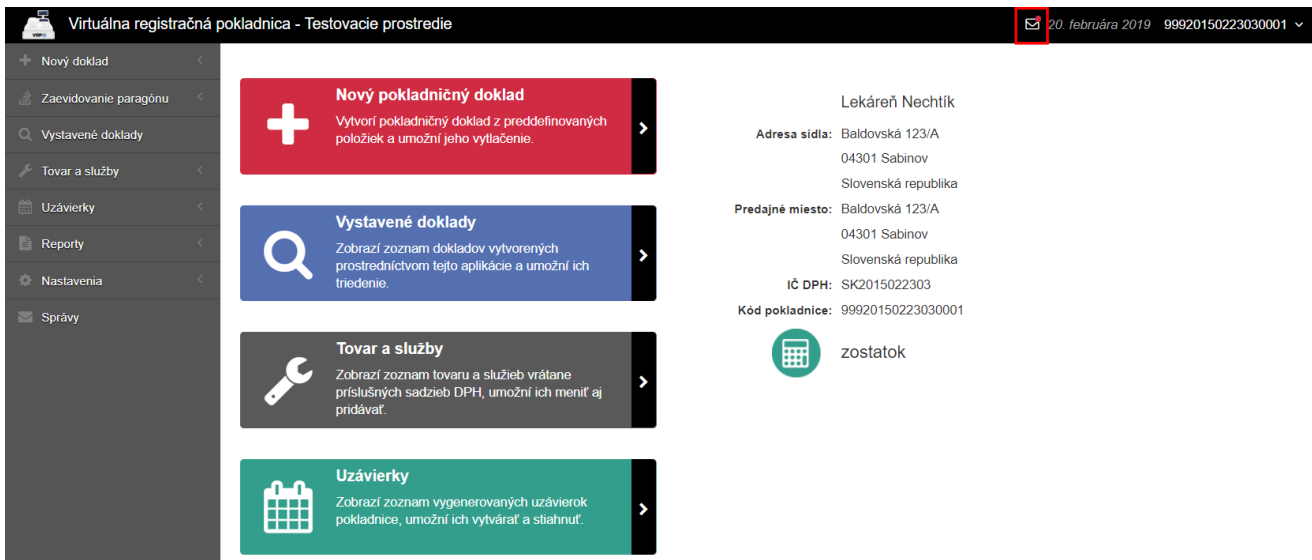 Virtuálna registračná pokladnica - Testovacie prostredie
20. februára 2019 99920150223030001
Nový doklad
Zaevidovanie paragónu
Vystavené doklady
Tovar a služby
Uzávierky
Reporty
Nastavenia
Správy
Nový pokladničný doklad
Vytvorí pokladničný doklad z preddefinovaných
položiek a umožní jeho vytlačenie.
Vystavené doklady
Zobrazí zoznam dokladov vytvorených
prostredníctvom tejto aplikácie a umožní ich
triedenie.
Tovar a služby
Zobrazí zoznam tovaru a služieb vrátane
príslušných sadzieb DPH, umožní ich meniť aj
pridávať.
Uzávierky
Zobrazí zoznam vygenerovaných uzávierok
pokladnice, umožní ich vytvárať a stiahnuť.
Lekáreň Nechtík
Adresa sídla: Baldovská 123/A
04301 Sabinov
Slovenská republika
Predajné miesto: Baldovská 123/A
04301 Sabinov
Slovenská republika
IČ DPH: SK2015022303
Kód pokladnice: 99920150223030001
zostatok